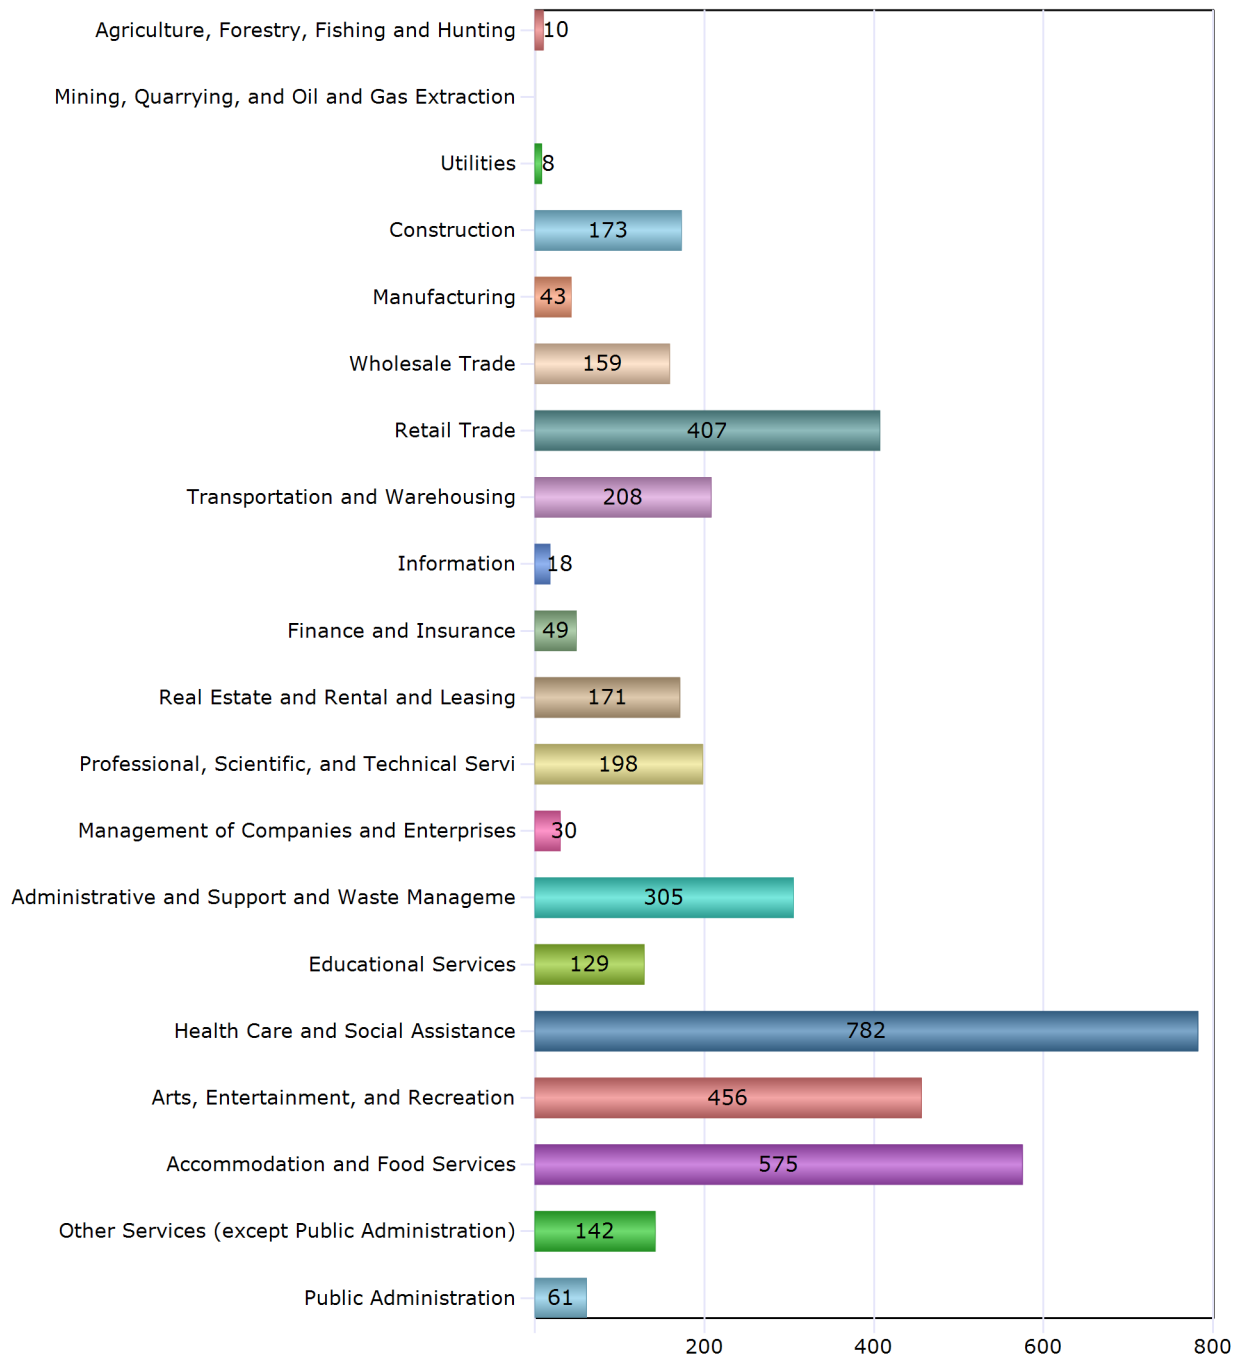 Agriculture, Forestry, Fishing and Hunting 10
Mining, Quarrying, and Oil and Gas Extraction
Utilities 8
Construction 173
Manufacturing 43
Wholesale Trade 159
Retail Trade 407
Transportation and Warehousing 208
Information 18
Finance and Insurance 49
Real Estate and Rental and Leasing 171
Professional, Scientific, and Technical Servi 198
Management of Companies and Enterprises 30
Administrative and Support and Waste Manageme 305
Educational Services 129
Health Care and Social Assistance 782
Arts, Entertainment, and Recreation 456
Accommodation and Food Services 575
Other Services (except Public Administration) 142
Public Administration 61
200 400 600 800